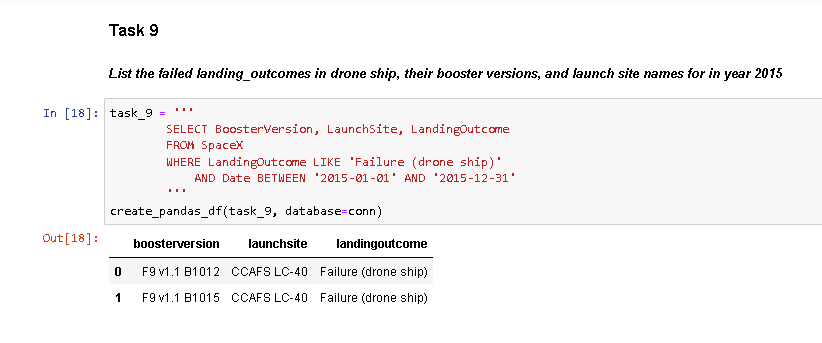 Task 9
List the failed landing_outcomes in drone ship, their booster versions, and launch site names for in year 2015
In [18]: task_9 = '''
SELECT BoosterVersion, LaunchSite, LandingOutcome
FROM SpaceX
WHERE LandingOutcome LIKE 'Failure (drone ship)'
AND Date BETWEEN '2015-01-01' AND '2015-12-31'
'''
create_pandas_df(task_9, database=conn)
Out[18]:
boosterversion launchsite landingoutcome
0 F9 v1.1 B1012 CCAFS LC-40 Failure (drone ship)
1 F9 v1.1 B1015 CCAFS LC-40 Failure (drone ship)